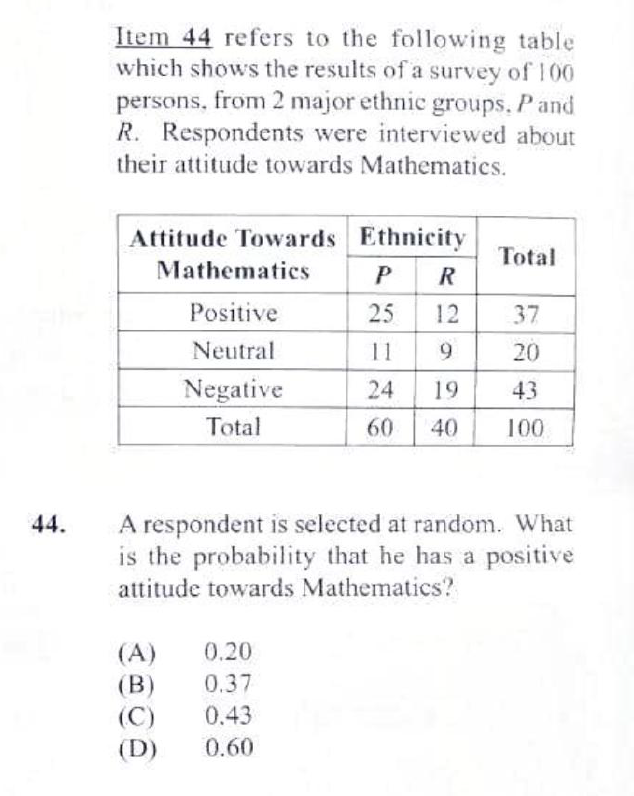 Item 44 refers to the following table
which shows the results of a survey of 100
persons, from 2 major ethnic groups, P and
R. Respondents were interviewed about
their attitude towards Mathematics.
Attitude Towards Mathematics Ethnicity Total
P R
Positive 25 12 37
Neutral 11 9 20
Negative 24 19 43
Total 60 40 100
44. A respondent is selected at random. What
is the probability that he has a positive
attitude towards Mathematics?
(A) 0.20
(B) 0.37
(C) 0.43
(D) 0.60